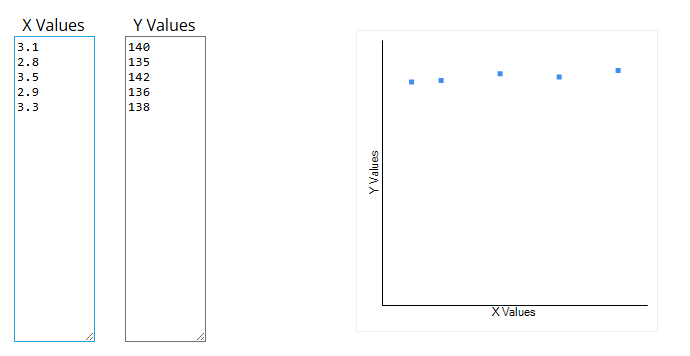 X Values
3.1
2.8
3.5
2.9
3.3
Y Values
140
135
142
136
138
Y Values
X Values